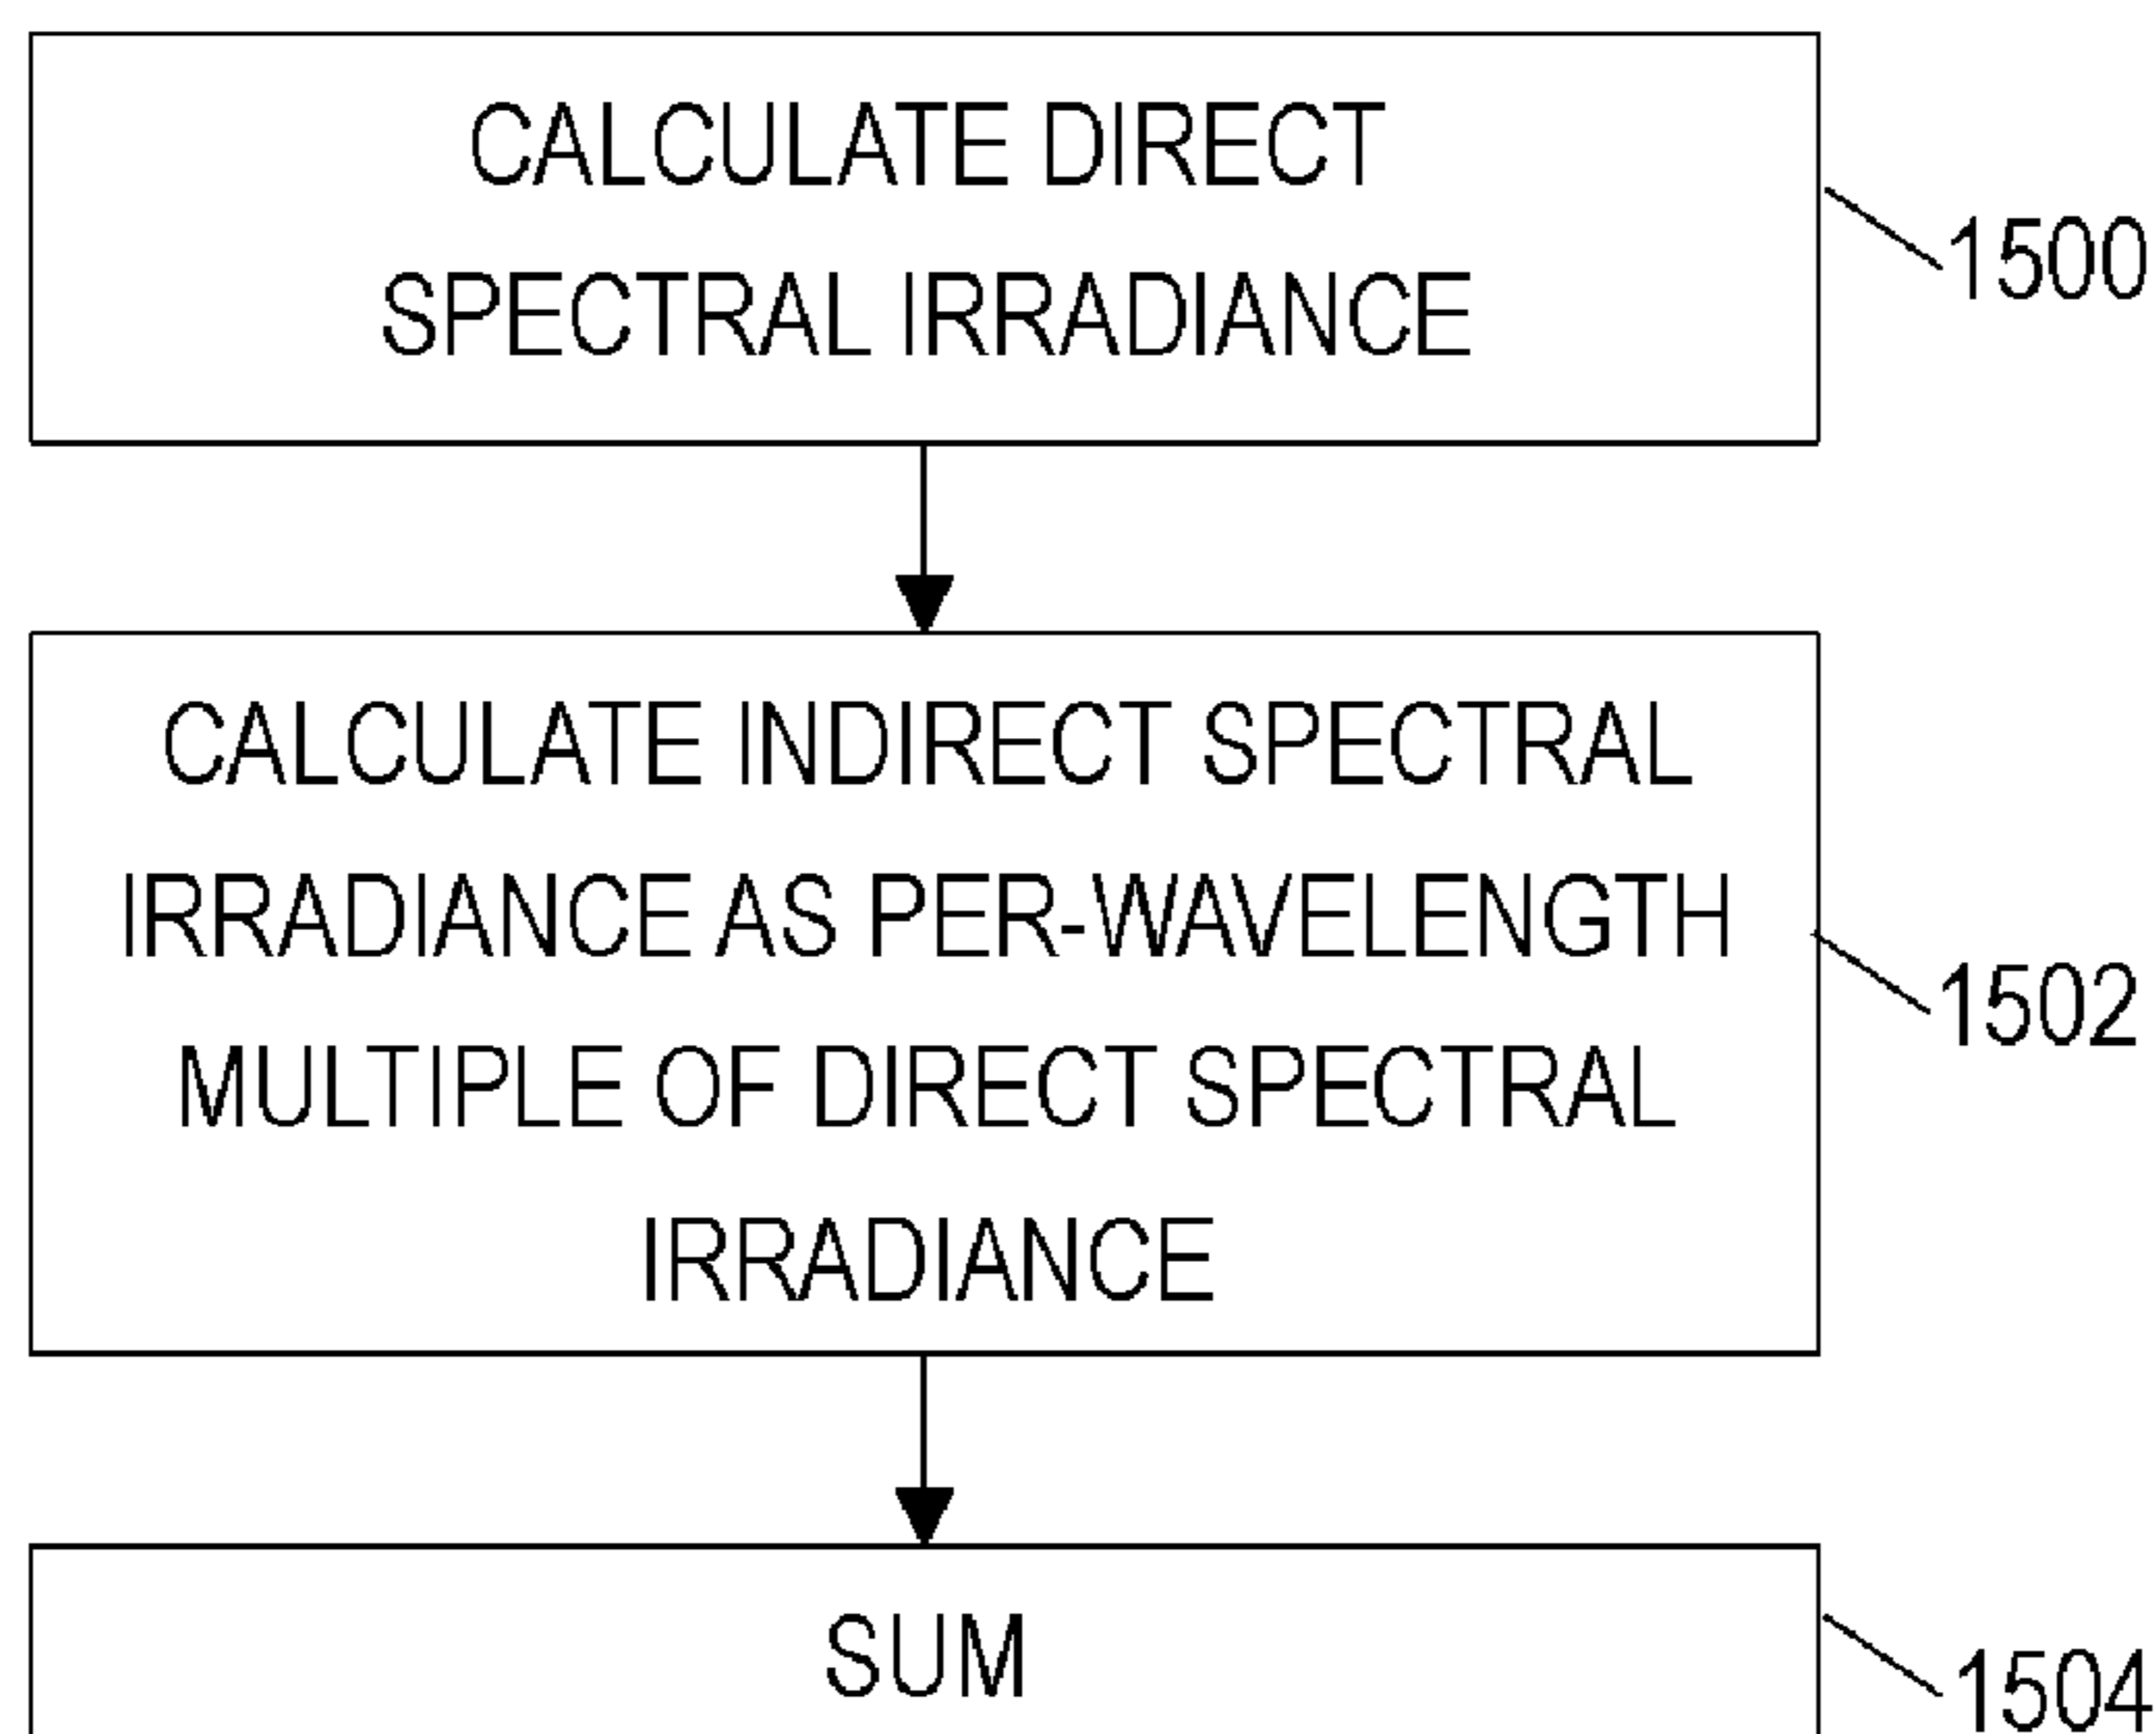 CALCULATE DIRECT
SPECTRAL IRRADIANCE
1500
CALCULATE INDIRECT SPECTRAL
IRRADIANCE AS PER-WAVELENGTH
MULTIPLE OF DIRECT SPECTRAL
IRRADIANCE
1502
SUM
1504